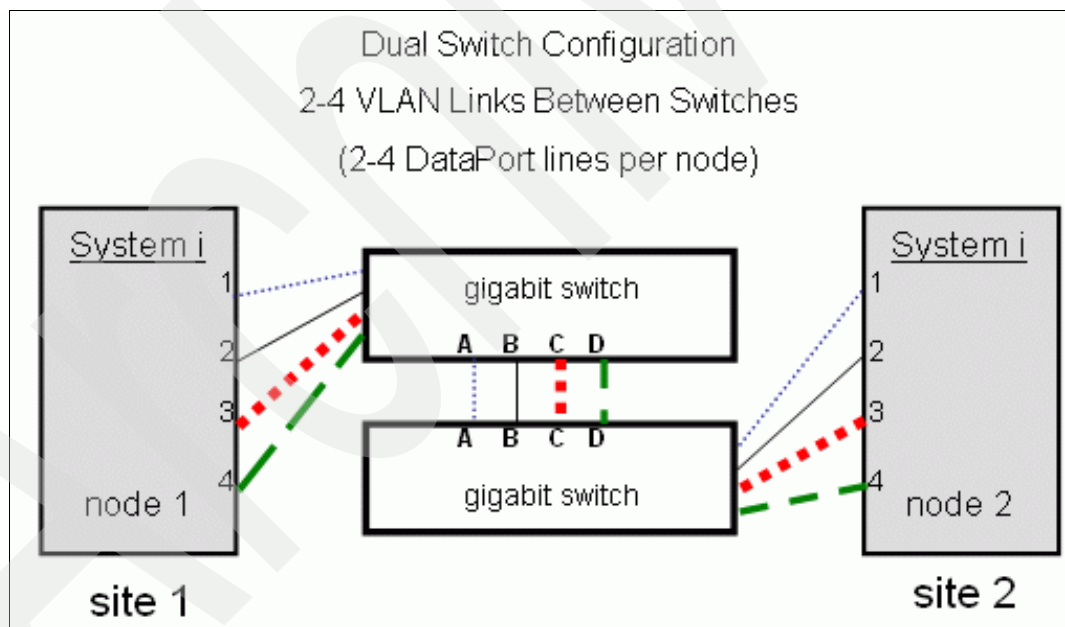 Dual Switch Configuration
2-4 VLAN Links Between Switches
(2-4 DataPort lines per node)
System i
1
2
3
4
node 1
site 1
gigabit switch
A B C D
A B C D
gigabit switch
System i
1
2
3
4
node 2
site 2